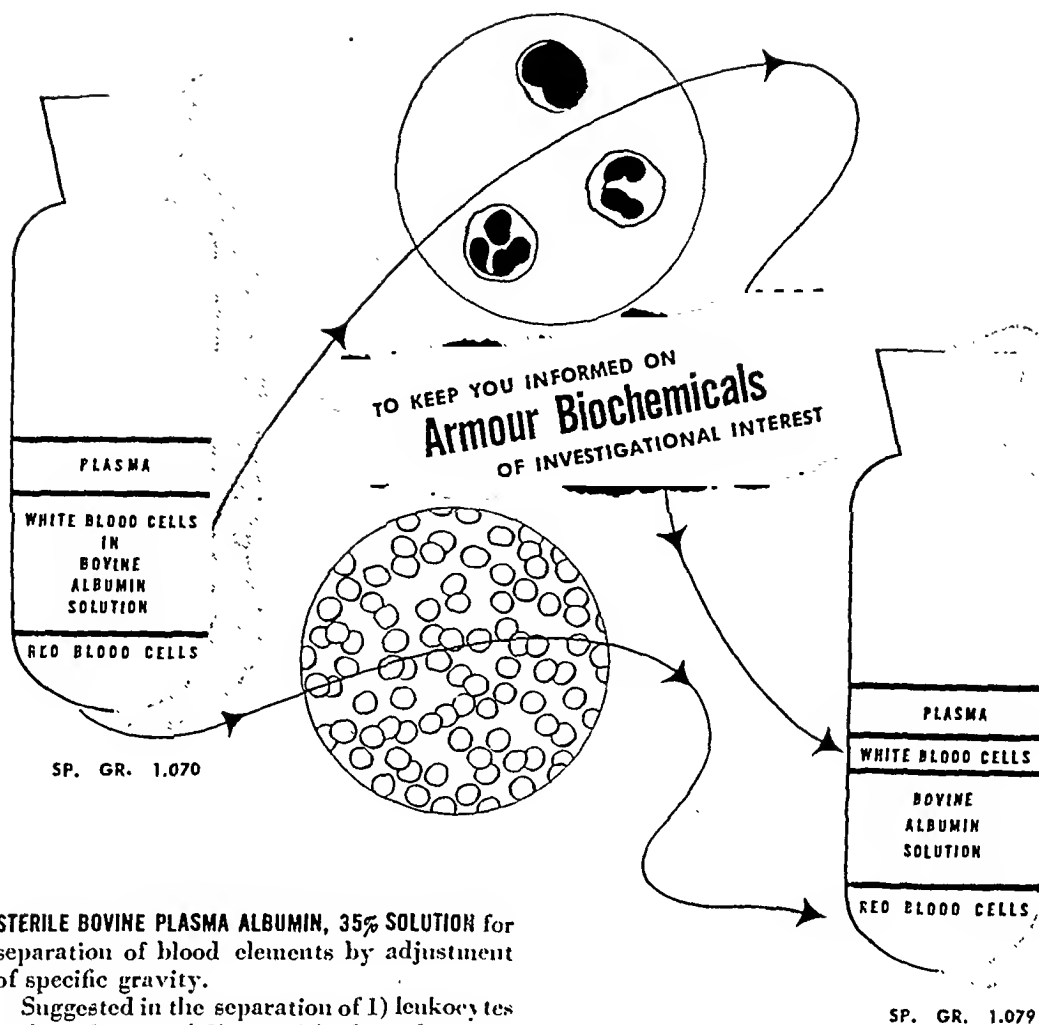 TO KEEP YOU INFORMED ON
Armour Biochemicals
OF INVESTIGATIONAL INTEREST
PLASMA
WHITE BLOOD CELLS
IN
BOVINE
ALBUMIN
SOLUTION
RED BLOOD CELLS
SP. GR. 1.070
PLASMA
WHITE BLOOD CELLS
BOVINE
ALBUMIN
SOLUTION
RED BLOOD CELLS
SP. GR. 1.079
STERILE BOVINE PLASMA ALBUMIN, 35% SOLUTION for
separation of blood elements by adjustment
of specific gravity.
Suggested in the separation of 1) leukocytes